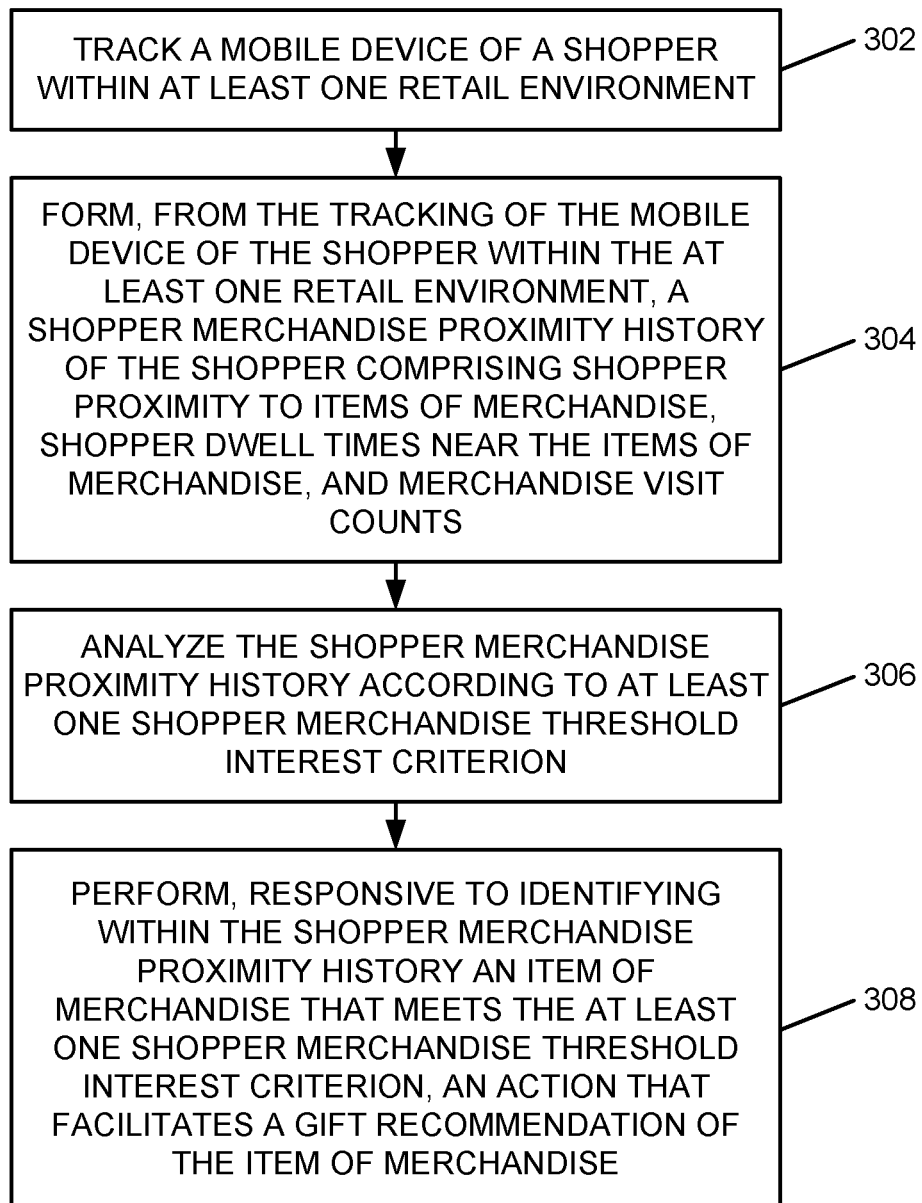 TRACK A MOBILE DEVICE OF A SHOPPER
WITHIN AT LEAST ONE RETAIL ENVIRONMENT
302
FORM, FROM THE TRACKING OF THE MOBILE
DEVICE OF THE SHOPPER WITHIN THE AT
LEAST ONE RETAIL ENVIRONMENT, A
SHOPPER MERCHANDISE PROXIMITY HISTORY
OF THE SHOPPER COMPRISING SHOPPER
PROXIMITY TO ITEMS OF MERCHANDISE,
SHOPPER DWELL TIMES NEAR THE ITEMS OF
MERCHANDISE, AND MERCHANDISE VISIT
COUNTS
304
ANALYZE THE SHOPPER MERCHANDISE
PROXIMITY HISTORY ACCORDING TO AT LEAST
ONE SHOPPER MERCHANDISE THRESHOLD
INTEREST CRITERION
306
PERFORM, RESPONSIVE TO IDENTIFYING
WITHIN THE SHOPPER MERCHANDISE
PROXIMITY HISTORY AN ITEM OF
MERCHANDISE THAT MEETS THE AT LEAST
ONE SHOPPER MERCHANDISE THRESHOLD
INTEREST CRITERION, AN ACTION THAT
FACILITATES A GIFT RECOMMENDATION OF
THE ITEM OF MERCHANDISE
308